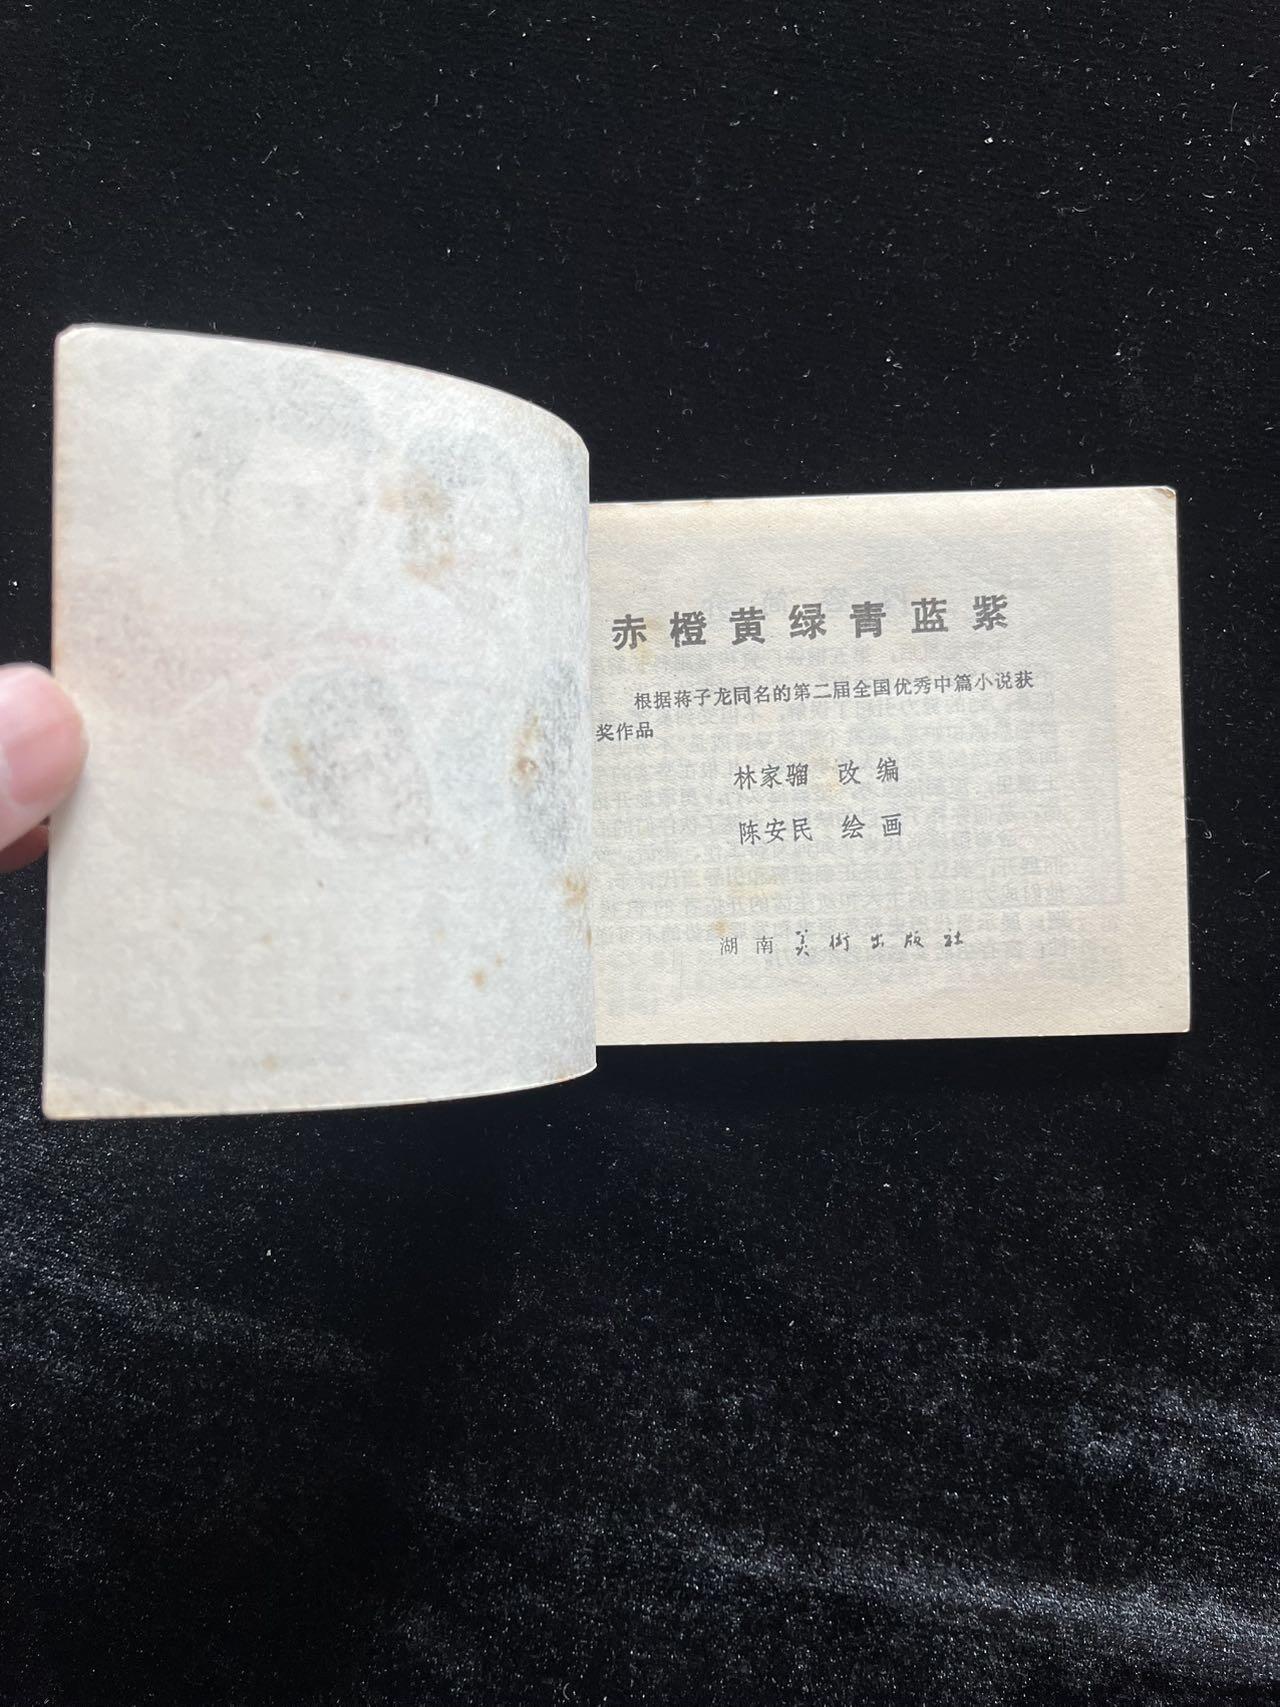 赤橙黄绿青蓝紫
根据蒋子龙同名的第二届全国优秀中篇小说获
奖作品
林家骝 改编
陈安民 绘画
湖南美術出版社